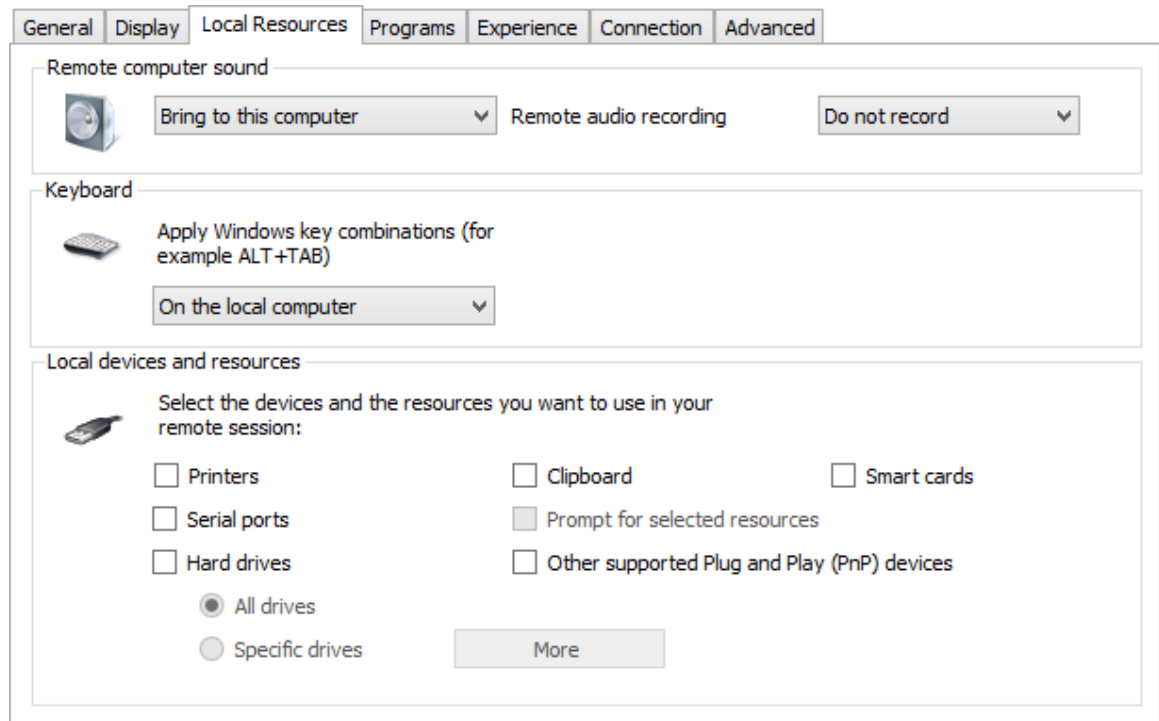 General Display Local Resources Programs Experience Connection Advanced
Remote computer sound
Bring to this computer Remote audio recording Do not record
Keyboard
Apply Windows key combinations (for
example ALT+TAB)
On the local computer
Local devices and resources
Select the devices and the resources you want to use in your
remote session:
Printers Clipboard Smart cards
Serial ports Prompt for selected resources
Hard drives Other supported Plug and Play (PnP) devices
All drives
Specific drives More